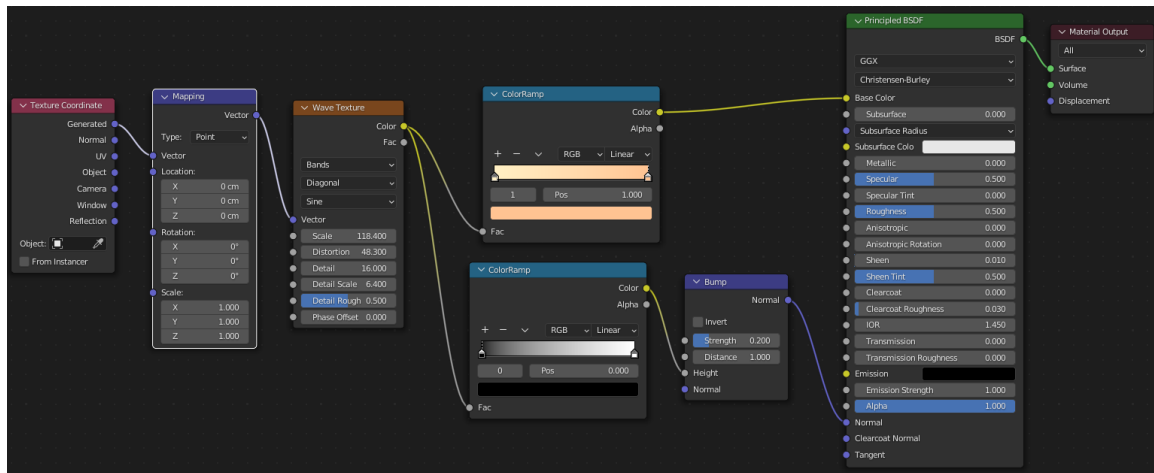 Texture Coordinate
Generated
Normal
UV
Object
Camera
Window
Reflection
Object:
From Instancer
Mapping
Vector
Type: Point
Vector
Location:
X 0 cm
Y 0 cm
Z 0 cm
Rotation:
X 0°
Y 0°
Z 0°
Scale:
X 1.000
Y 1.000
Z 1.000
Wave Texture
Color
Fac
Bands
Diagonal
Sine
Vector
Scale 118.400
Distortion 48.300
Detail 16.000
Detail Scale 6.400
Detail Rough 0.500
Phase Offset 0.000
ColorRamp
Color
Alpha
RGB Linear
1 Pos 1.000
Fac
ColorRamp
Color
Alpha
RGB Linear
0 Pos 0.000
Fac
Bump
Normal
Invert
Strength 0.200
Distance 1.000
Height
Normal
Principled BSDF
BSDF
GGX
Christensen-Burley
Base Color
Subsurface 0.000
Subsurface Radius
Subsurface Colo
Metallic 0.000
Specular 0.500
Specular Tint 0.000
Roughness 0.500
Anisotropic 0.000
Anisotropic Rotation 0.000
Sheen 0.010
Sheen Tint 0.500
Clearcoat 0.000
Clearcoat Roughness 0.030
IOR 1.450
Transmission 0.000
Transmission Roughness 0.000
Emission
Emission Strength 1.000
Alpha 1.000
Normal
Clearcoat Normal
Tangent
Material Output
All
Surface
Volume
Displacement